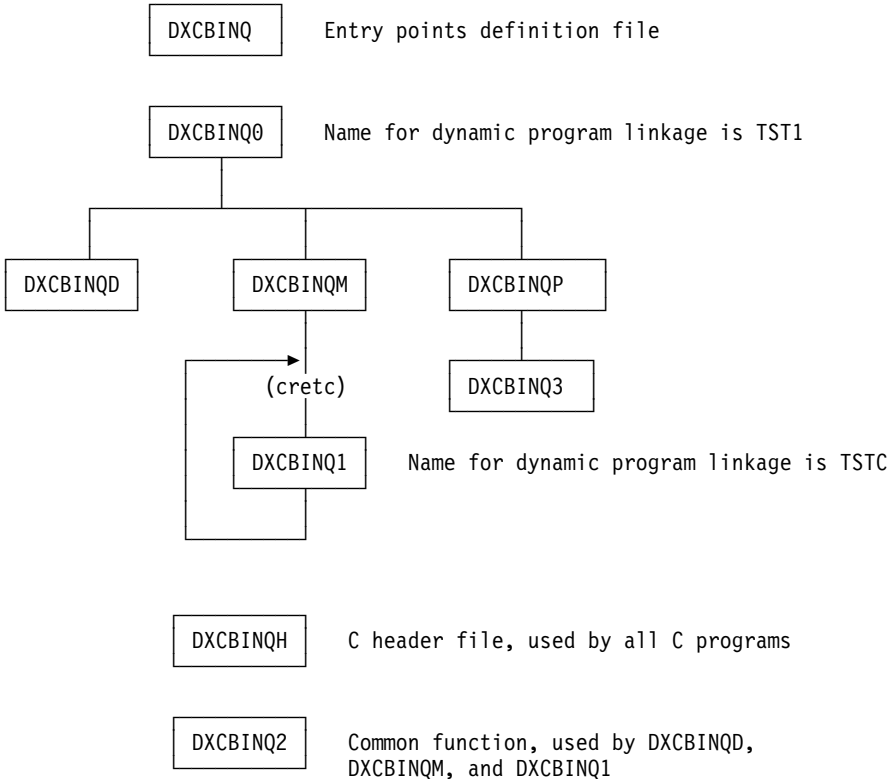 DXCBINQ Entry points definition file
DXCBINQ0 Name for dynamic program linkage is TST1
DXCBINQD DXCBINQM DXCBINQP
(cretc) DXCBINQ3
DXCBINQ1 Name for dynamic program linkage is TSTC
DXCBINQH C header file, used by all C programs
DXCBINQ2 Common function, used by DXCBINQD,
DXCBINQM, and DXCBINQ1